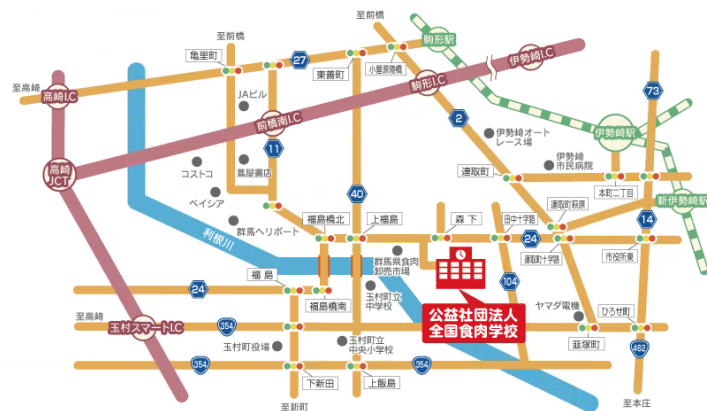 至前橋
至前橋
亀里町
27
東善町
小屋原陸橋
駒形駅
伊勢崎I.C
至高崎
高崎I.C
JAビル
駒形I.C
73
前橋南I.C
2
伊勢崎オート
レース場
伊勢崎駅
11
高崎
JCT
コストコ
蔦屋書店
連取町
伊勢崎
市民病院
本町二丁目
ベイシア
40
新伊勢崎駅
群馬ヘリポート
福島橋北
上福島
森 下
田中十字路
連取町萩原
14
利根川
24
連取町十字路
市役所東
群馬県食肉
卸売市場
福 島
24
福島橋南
玉村町立
中学校
104
公益社団法人
全国食肉学校
ヤマダ電機
ひろせ町
至高崎
354
玉村スマートI.C
玉村町役場
玉村町立
中央小学校
韮塚町
462
354
下新田
上飯島
354
至新町
至本庄